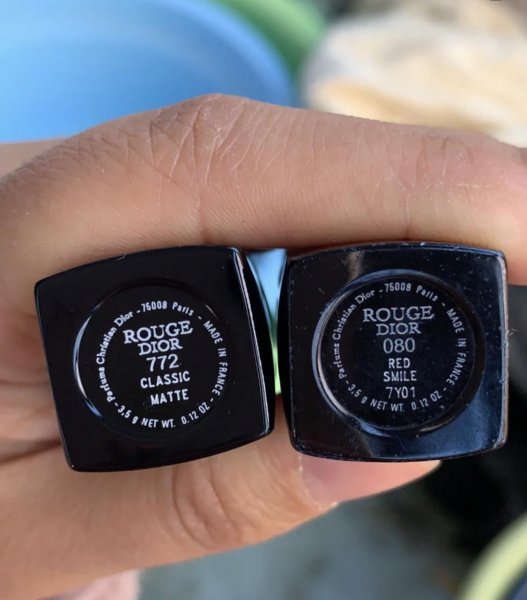 Parfums Christian Dior - 75008 Paris - MADE IN FRANCE
ROUGE
DIOR
772
CLASSIC
MATTE
- 3,5 g NET WT. 0.12 OZ.
Parfums Christian Dior - 75008 Paris - MADE IN FRANCE
ROUGE
DIOR
080
RED
SMILE
7Y01
- 3,5 g NET WT. 0.12 OZ.